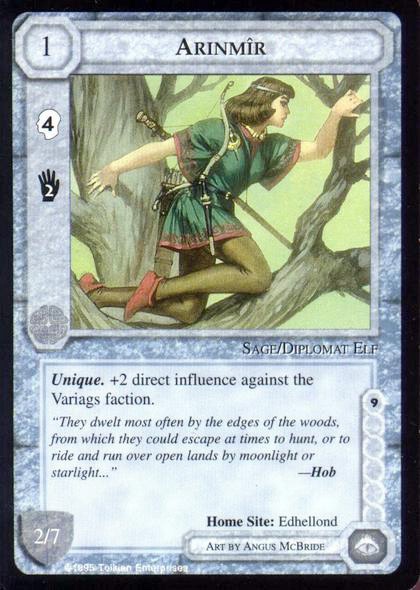 1
ARINMÎR
4
2
SAGE/DIPLOMAT ELF
Unique. +2 direct influence against the
Variags faction.
“They dwelt most often by the edges of the woods,
from which they could escape at times to hunt, or to
ride and run over open lands by moonlight or
starlight...” —Hob
9
Home Site: Edhellond
2/7
ART BY ANGUS MCBRIDE
©1995 Tolkien Enterprises